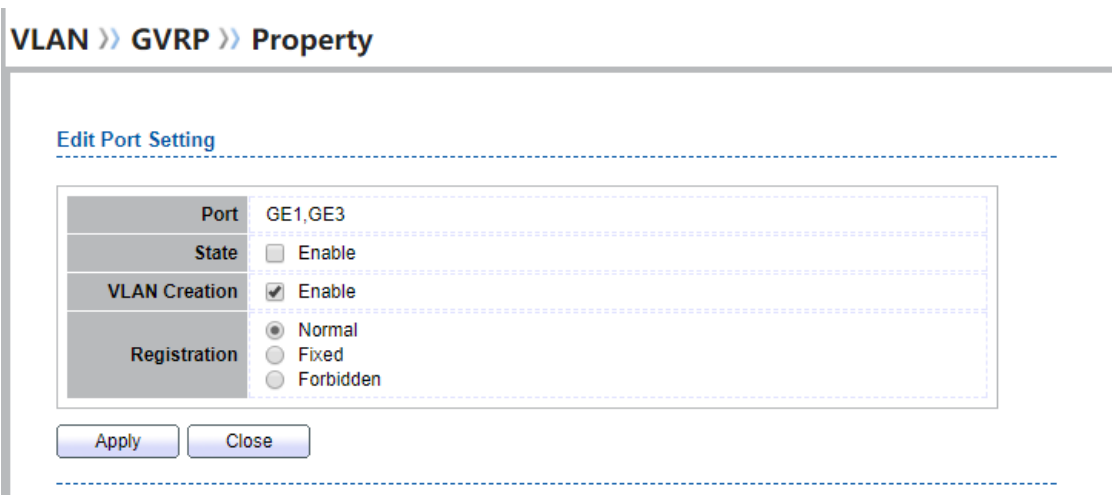 VLAN » GVRP » Property
Edit Port Setting
Port GE1,GE3
State Enable
VLAN Creation Enable
Registration Normal
Fixed
Forbidden
Apply Close